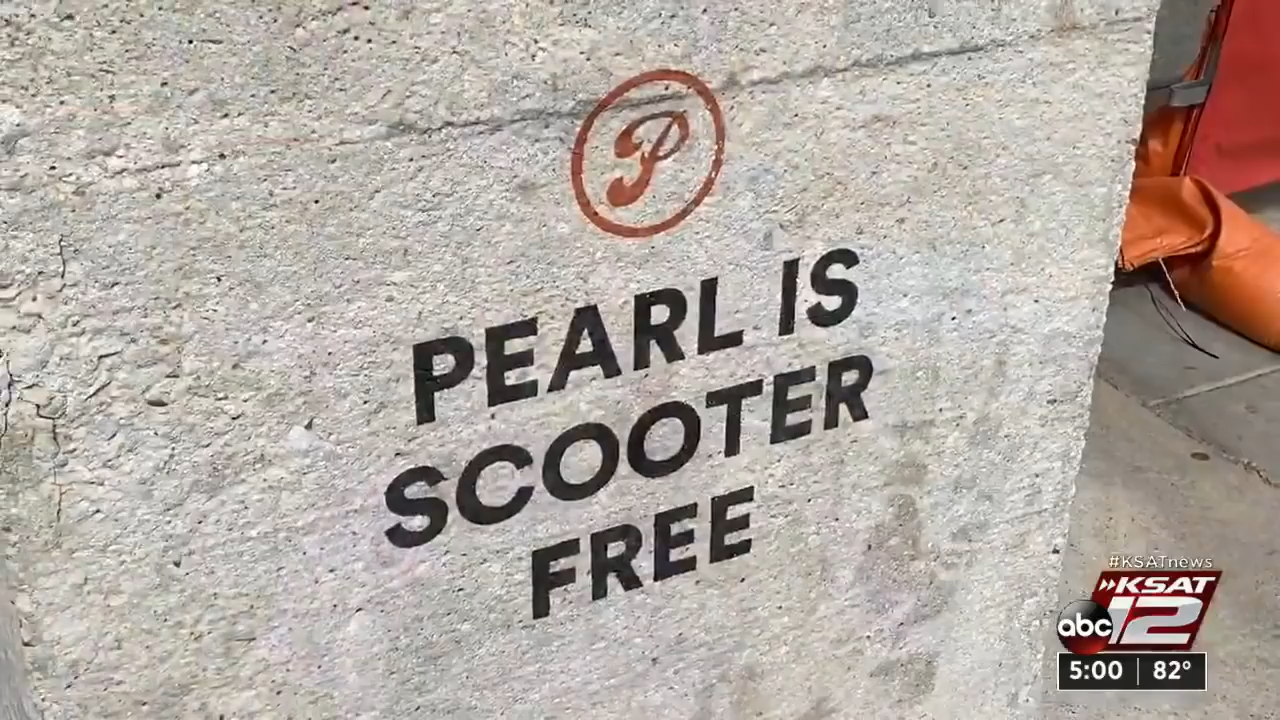 P
PEARL IS
SCOOTER
FREE
#KSATnews
KSAT
abc 12
5:00 | 82°